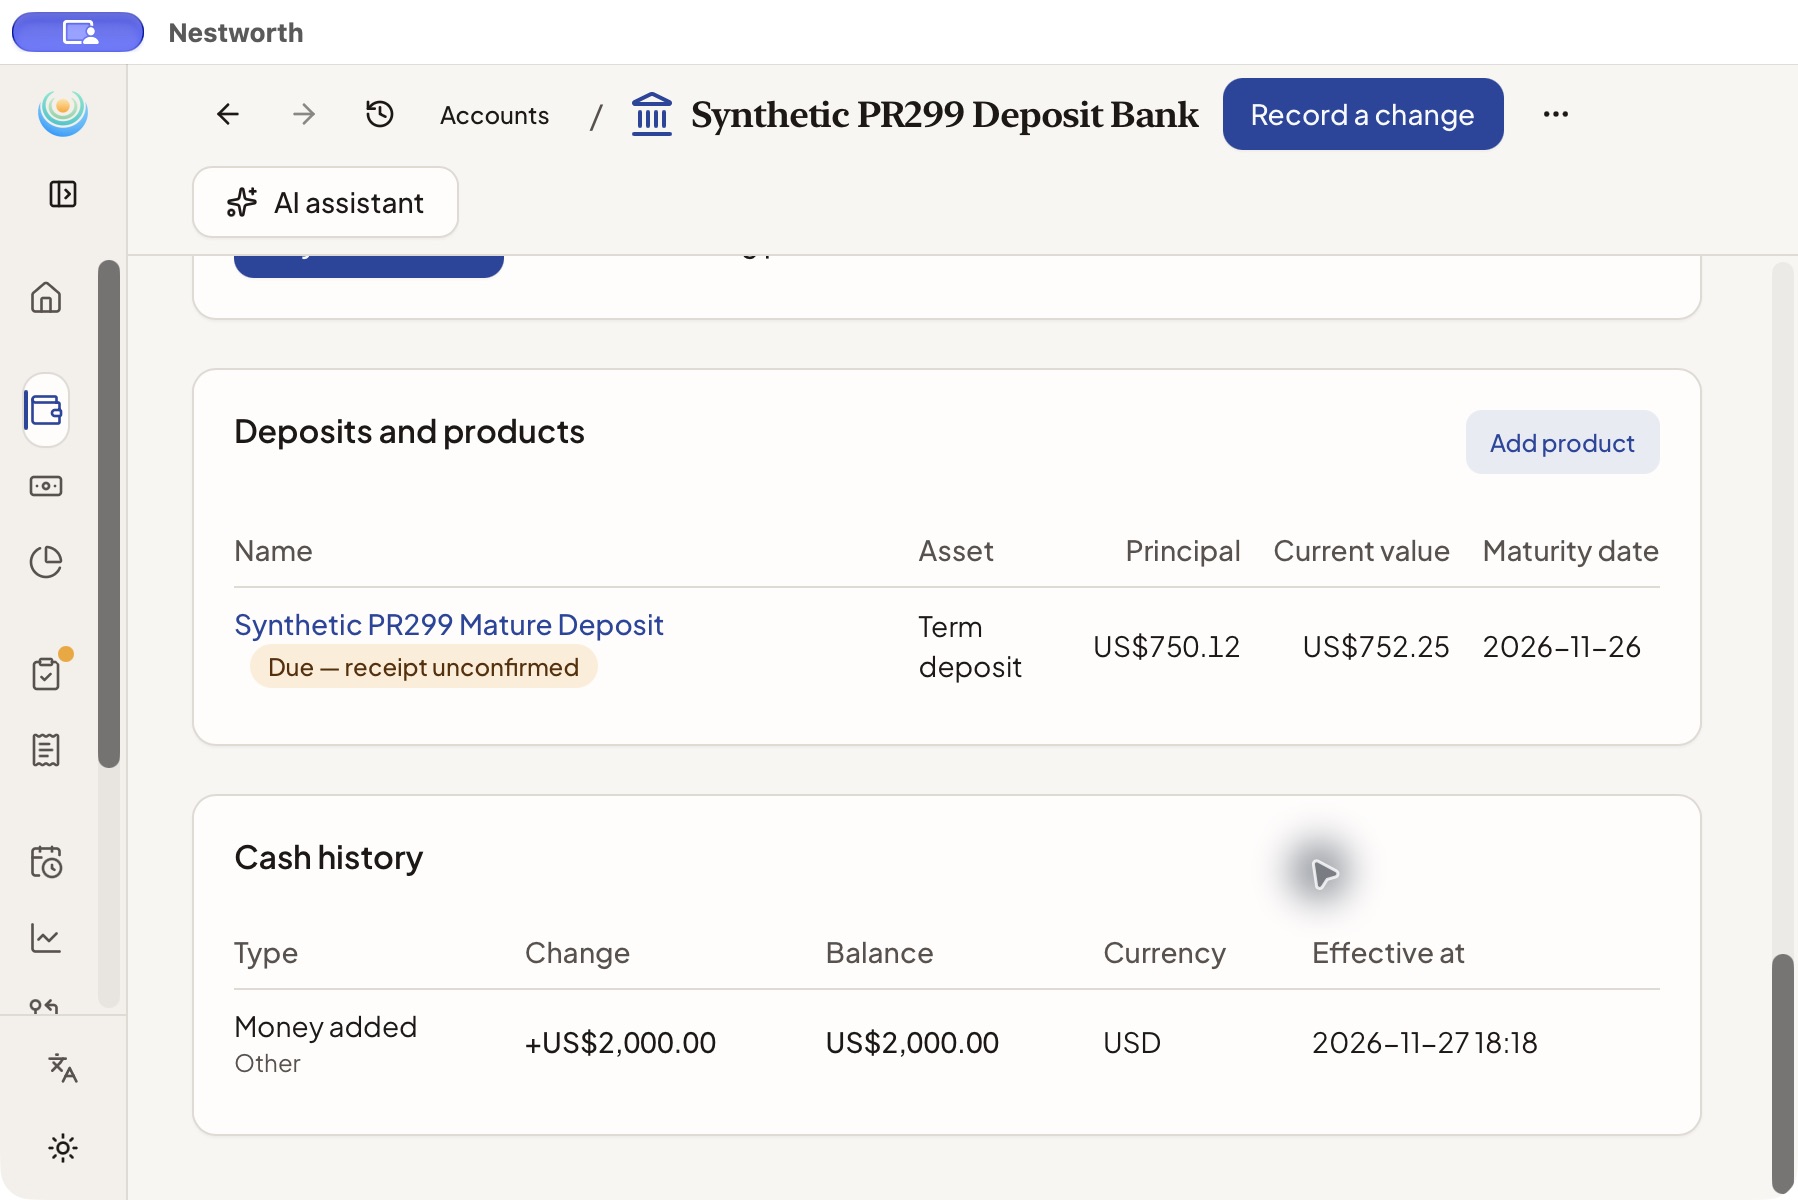 Nestworth
Accounts / Synthetic PR299 Deposit Bank
Record a change
AI assistant
Deposits and products
Add product
Name Asset Principal Current value Maturity date
Synthetic PR299 Mature Deposit
Due — receipt unconfirmed
Term deposit
US$750.12 US$752.25 2026-11-26
Cash history
Type Change Balance Currency Effective at
Money added
Other
+US$2,000.00 US$2,000.00 USD 2026-11-27 18:18